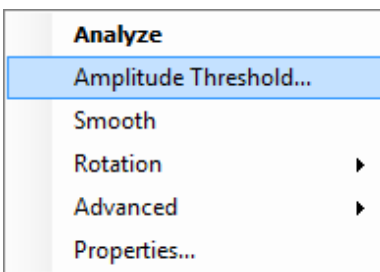 Analyze
Amplitude Threshold...
Smooth
Rotation
Advanced
Properties...